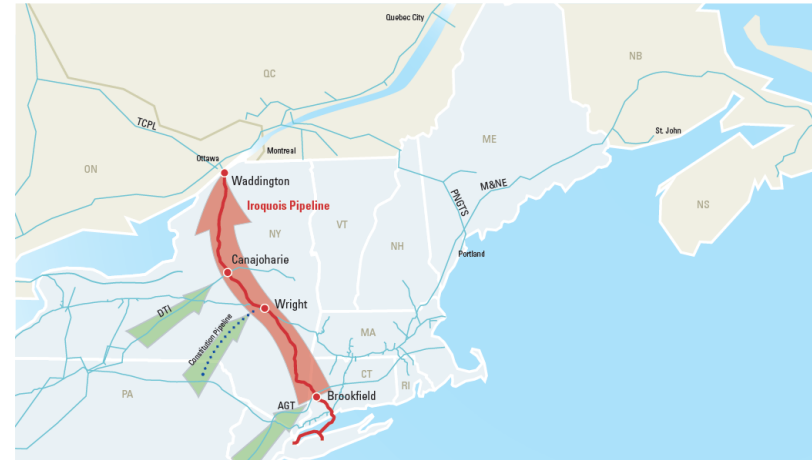 Quebec City
QC
NB
TCPL
St. John
ON
Ottawa
Montreal
ME
Waddington
M&NE
PNGTS
NS
Iroquois Pipeline
NY
VT
NH
Canajoharie
Portland
DTI
Wright
Constitution Pipeline
MA
PA
CT
RI
Brookfield
AGT